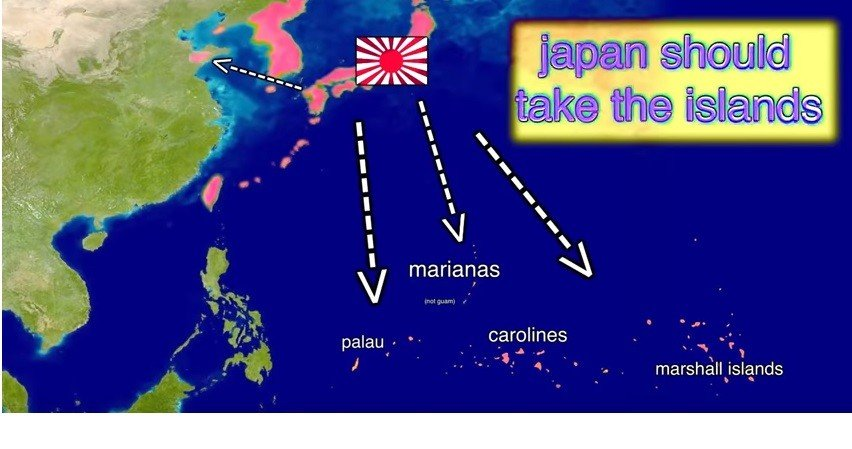 japan should
take the islands
marianas
(not guam)
palau
carolines
marshall islands